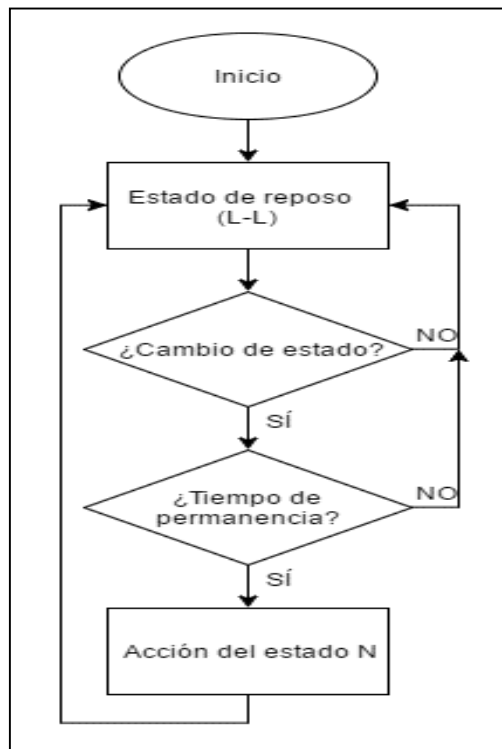 Inicio
Estado de reposo
(L-L)
¿Cambio de estado?
NO
SÍ
¿Tiempo de
permanencia?
NO
SÍ
Acción del estado N